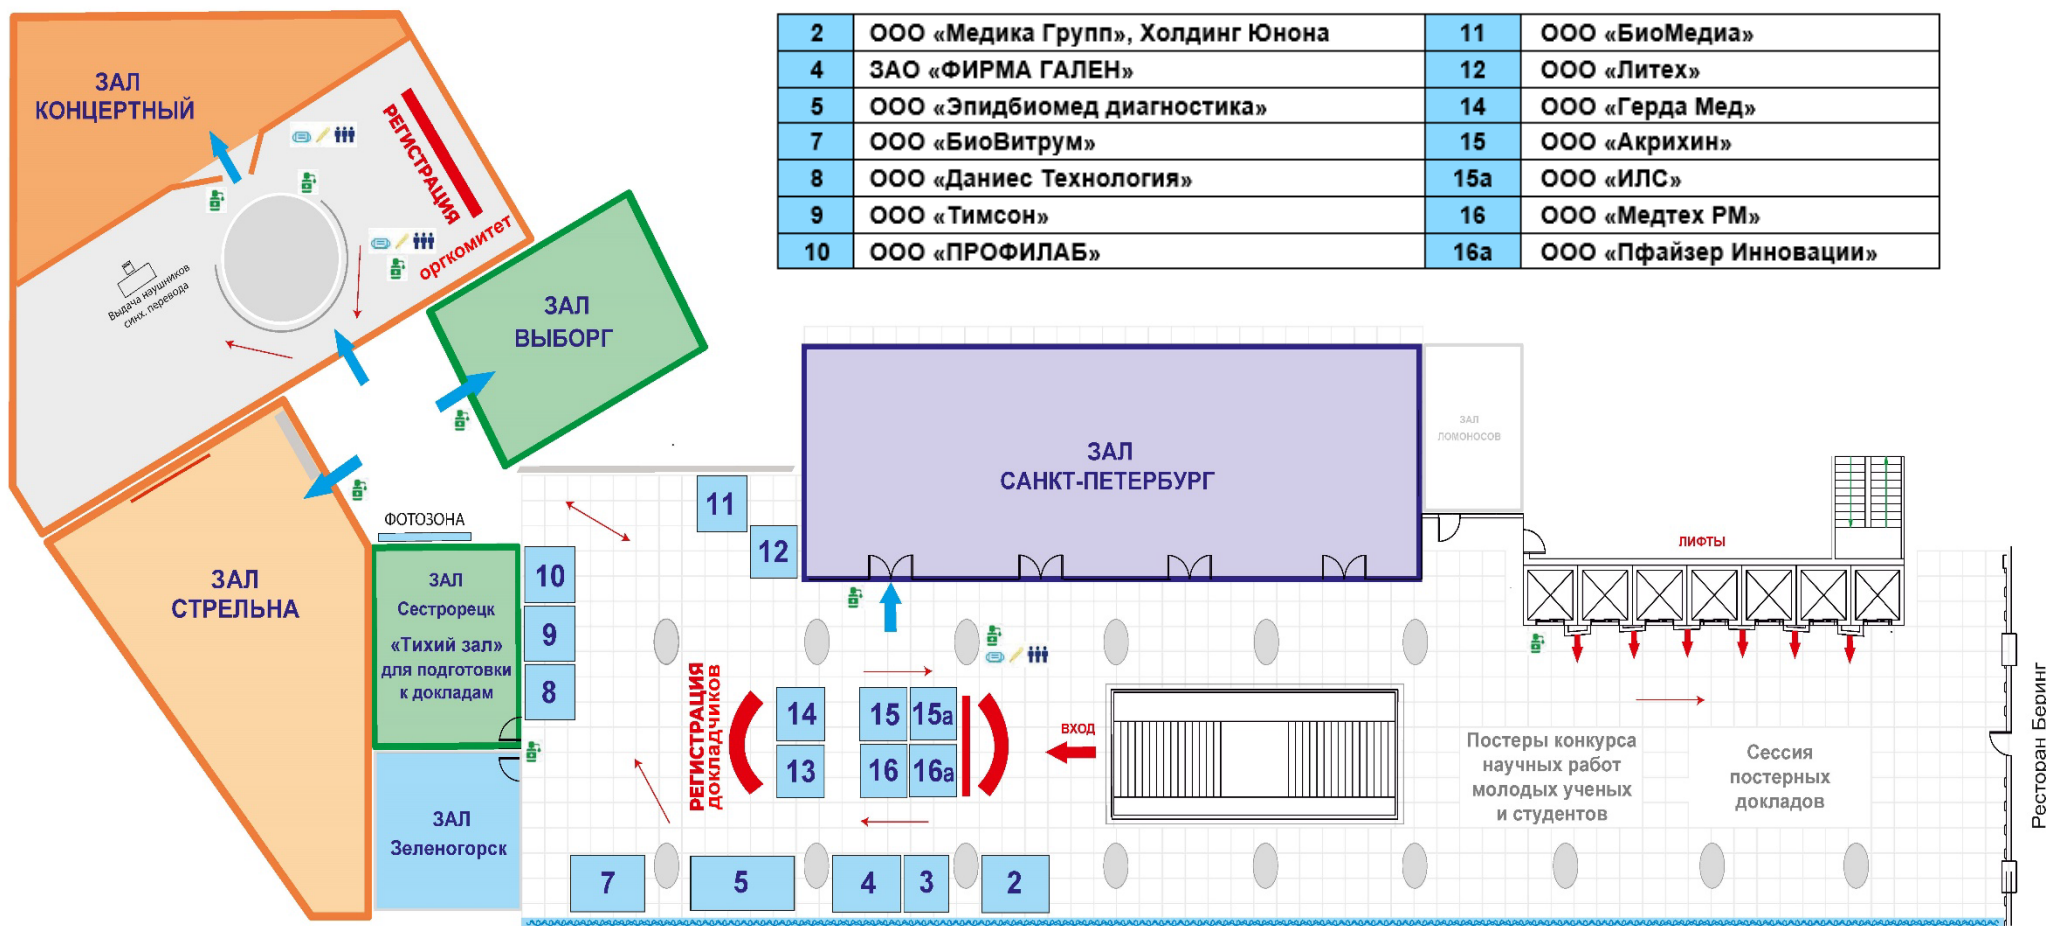 2 ООО «Медика Групп», Холдинг Юнона 11 ООО «БиоМедиа»
4 ЗАО «ФИРМА ГАЛЕН» 12 ООО «Литех»
5 ООО «Эпидбиомед диагностика» 14 ООО «Герда Мед»
7 ООО «БиоВитрум» 15 ООО «Акрихин»
8 ООО «Даниес Технология» 15а ООО «ИЛС»
9 ООО «Тимсон» 16 ООО «Медтех РМ»
10 ООО «ПРОФИЛАБ» 16а ООО «Пфайзер Инновации»
ЗАЛ
КОНЦЕРТНЫЙ
РЕГИСТРАЦИЯ
оргкомитет
Выдача наушников
синх. перевода
ЗАЛ
ВЫБОРГ
ЗАЛ
САНКТ-ПЕТЕРБУРГ
ЗАЛ
ЛОМОНОСОВ
ЛИФТЫ
ФОТОЗОНА
ЗАЛ
СТРЕЛЬНА
ЗАЛ
Сестрорецк
«Тихий зал»
для подготовки
к докладам
ЗАЛ
Зеленогорск
11
12
10
9
8
РЕГИСТРАЦИЯ
докладчиков
14
13
15
15а
16
16а
ВХОД
Постеры конкурса
научных работ
молодых ученых
и студентов
Сессия
постерных
докладов
Ресторан Беринг
7
5
4
3
2